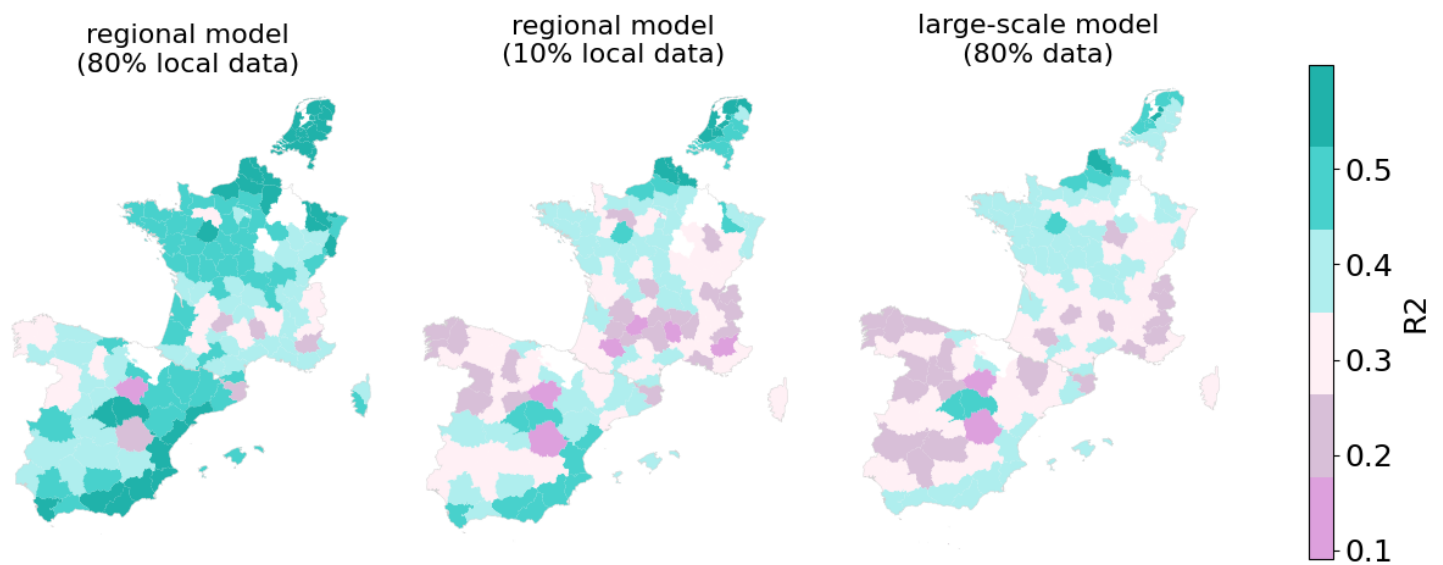 regional model
(80% local data)
regional model
(10% local data)
large-scale model
(80% data)
0.5
0.4
0.3
0.2
0.1
R2